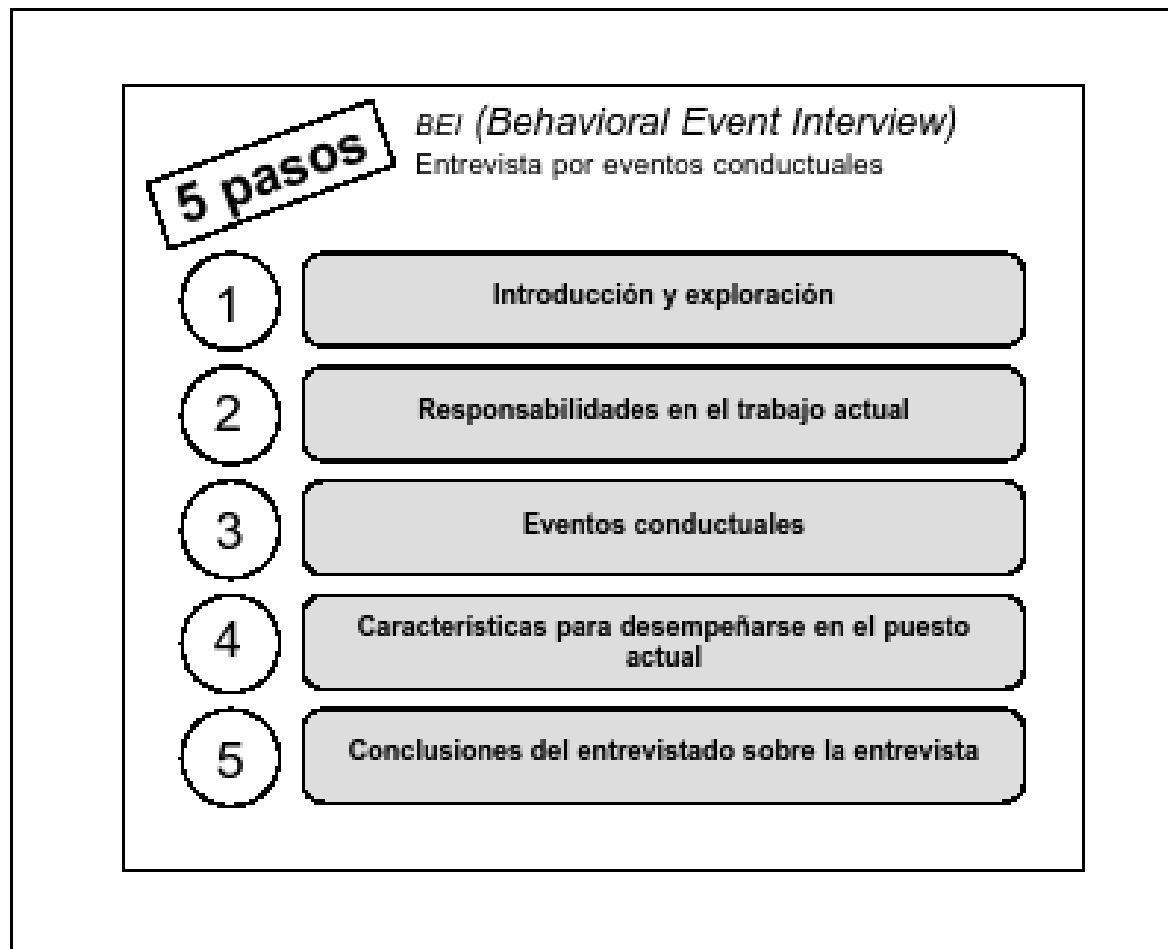 5 pasos
BEI (Behavioral Event Interview)
Entrevista por eventos conductuales
1
Introducción y exploración
2
Responsabilidades en el trabajo actual
3
Eventos conductuales
4
Características para desempeñarse en el puesto
actual
5
Conclusiones del entrevistado sobre la entrevista